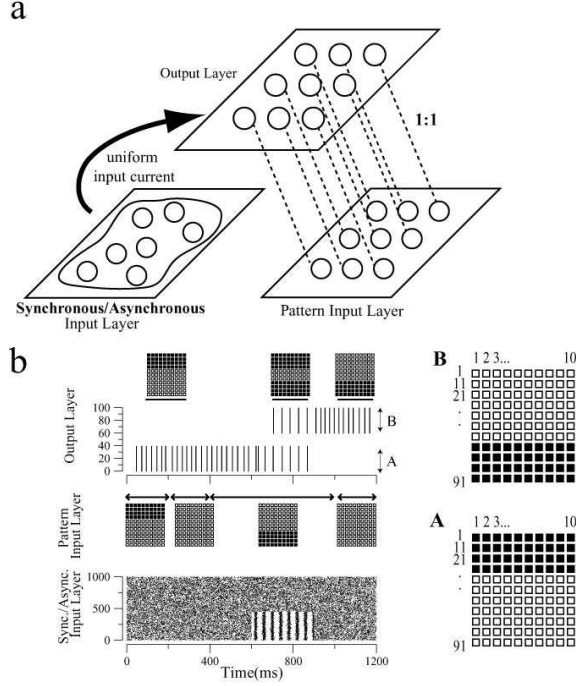 a
Output Layer
1:1
uniform
input current
Synchronous/Asynchronous
Input Layer
Pattern Input Layer
b
Output Layer
100
80
60
40
20
0
B
A
Pattern
Input Layer
Sync./Async.
Input Layer
1000
500
0
0 400 800 1200
Time(ms)
B
1 2 3... 10
1
11
21
.
.
91
A
1 2 3... 10
1
11
21
.
.
91